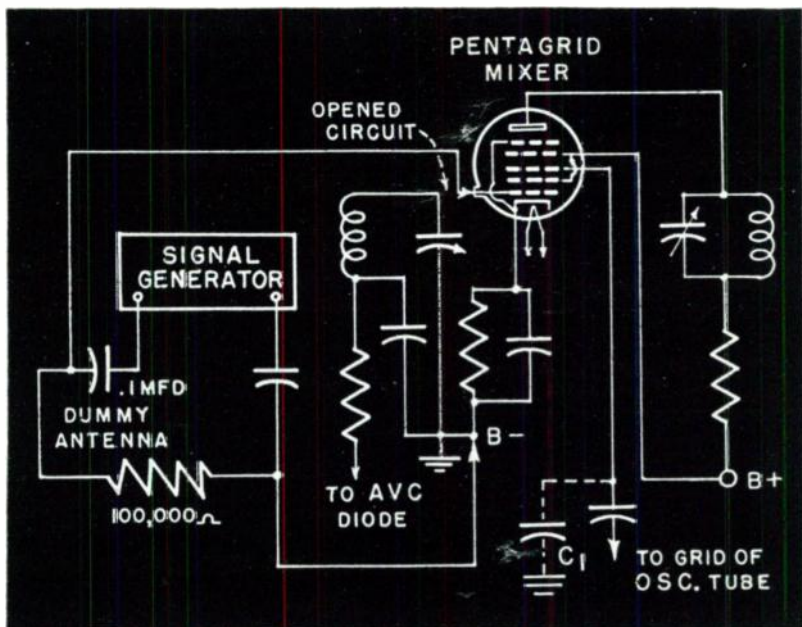 PENTAGRID
MIXER
OPENED
CIRCUIT
SIGNAL
GENERATOR
.1MFD
DUMMY
ANTENNA
100,000Ω
TO AVC
DIODE
B-
C1
B+
TO GRID OF
OSC. TUBE